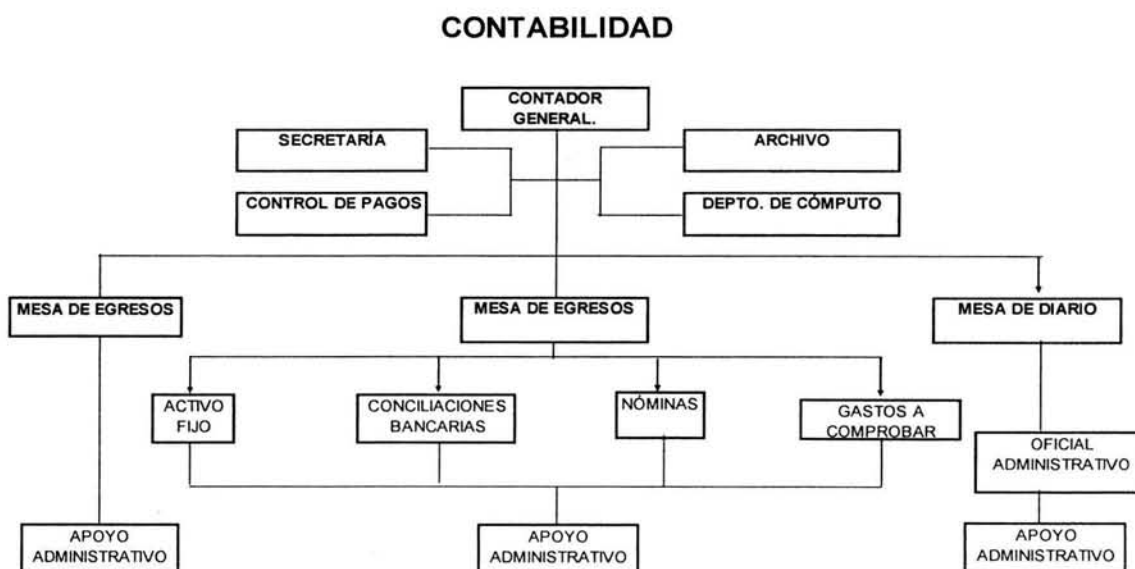 CONTABILIDAD
CONTADOR
GENERAL.
SECRETARÍA
ARCHIVO
CONTROL DE PAGOS
DEPTO. DE CÓMPUTO
MESA DE EGRESOS
MESA DE EGRESOS
MESA DE DIARIO
ACTIVO
FIJO
CONCILIACIONES
BANCARIAS
NÓMINAS
GASTOS A
COMPROBAR
OFICIAL
ADMINISTRATIVO
APOYO
ADMINISTRATIVO
APOYO
ADMINISTRATIVO
APOYO
ADMINISTRATIVO